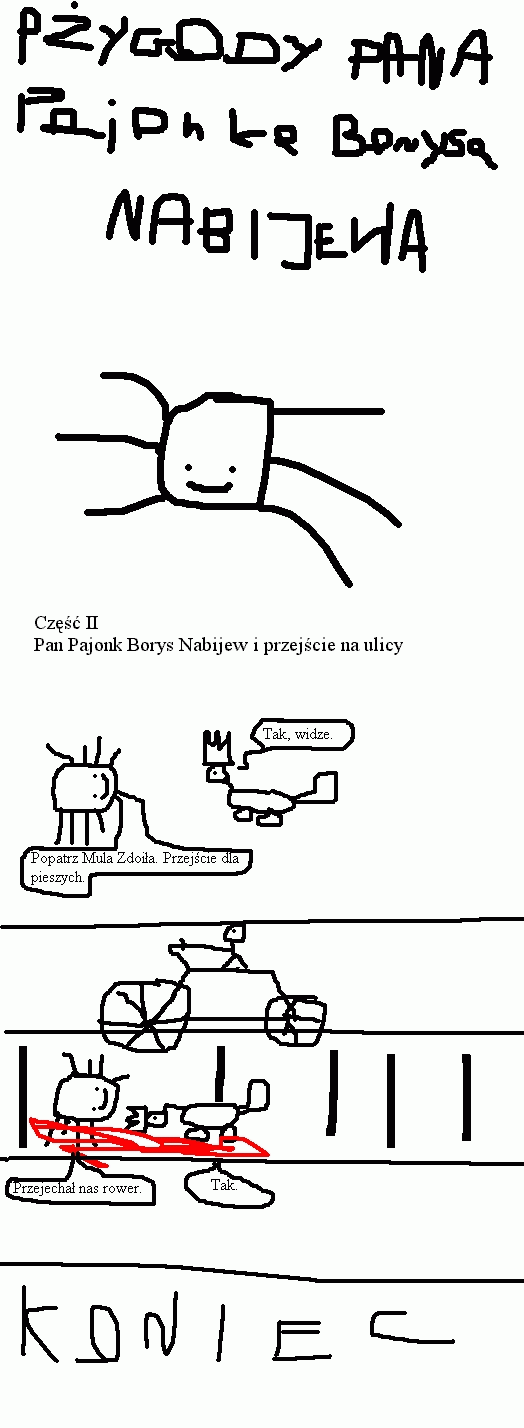 PŻYGODY PANA
PajOnka BORYSa
NABIJEWA
Część II
Pan Pajonk Borys Nabijew i przejście na ulicy
Tak, widze.
Popatrz Mula Zdoiła. Przejście dla
pieszych.
Przejechał nas rower.
Tak.
KONIEC